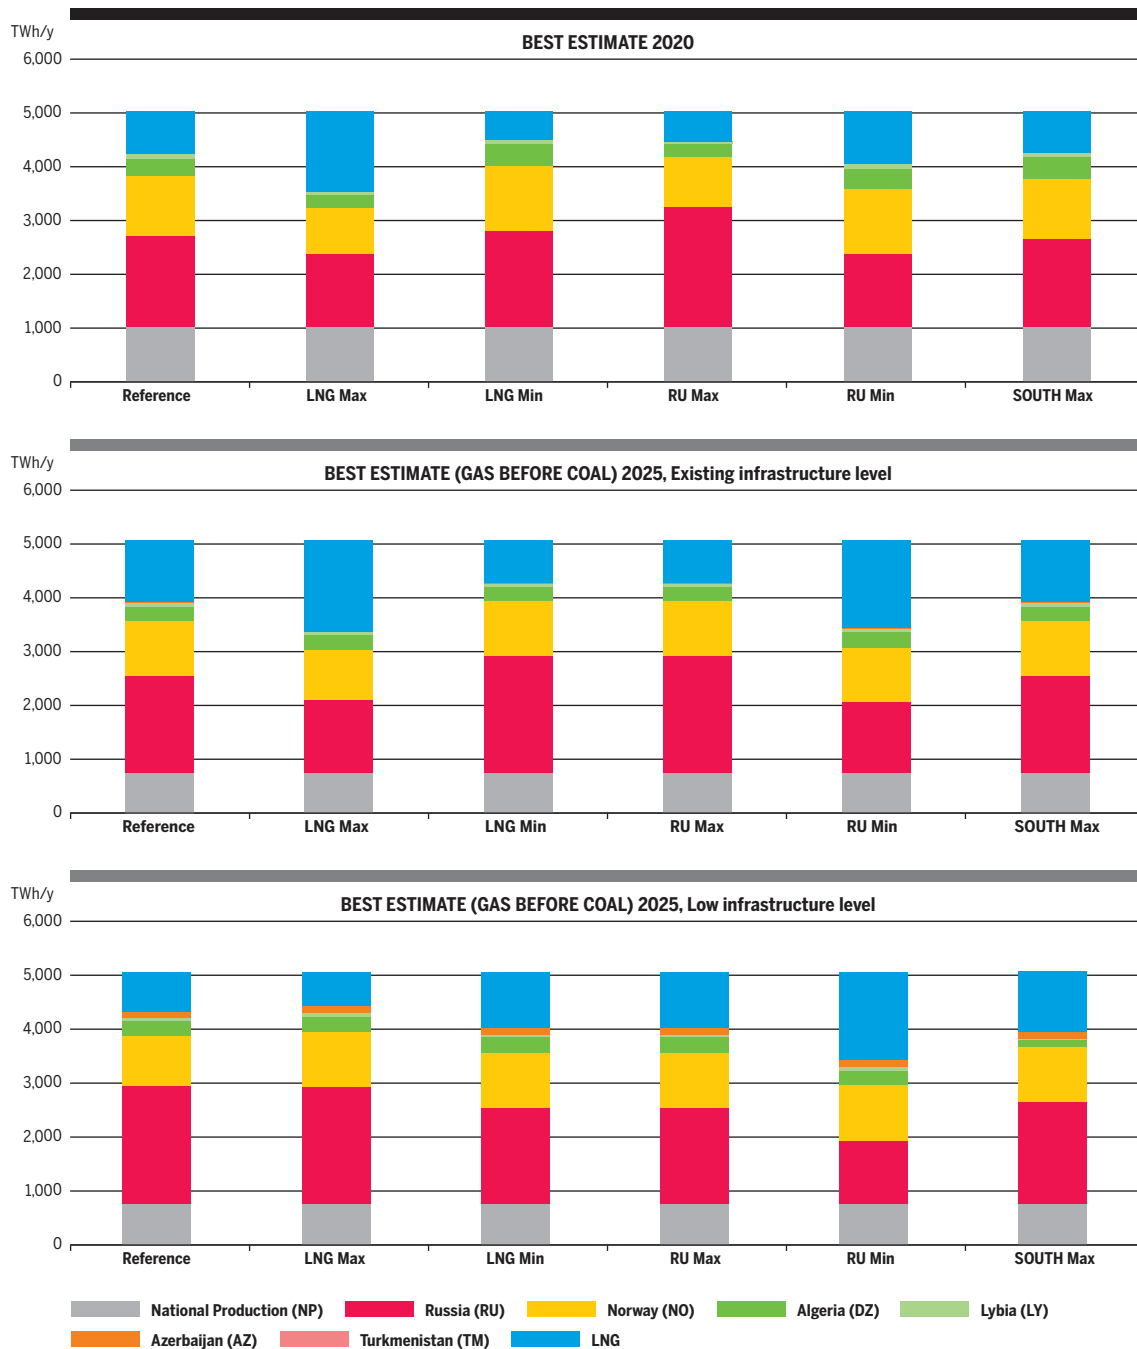 TWh/y
BEST ESTIMATE 2020
6,000
5,000
4,000
3,000
2,000
1,000
0
Reference LNG Max LNG Min RU Max RU Min SOUTH Max
TWh/y
BEST ESTIMATE (GAS BEFORE COAL) 2025, Existing infrastructure level
6,000
5,000
4,000
3,000
2,000
1,000
0
Reference LNG Max LNG Min RU Max RU Min SOUTH Max
TWh/y
BEST ESTIMATE (GAS BEFORE COAL) 2025, Low infrastructure level
6,000
5,000
4,000
3,000
2,000
1,000
0
Reference LNG Max LNG Min RU Max RU Min SOUTH Max
National Production (NP) Russia (RU) Norway (NO) Algeria (DZ) Lybia (LY)
Azerbaijan (AZ) Turkmenistan (TM) LNG